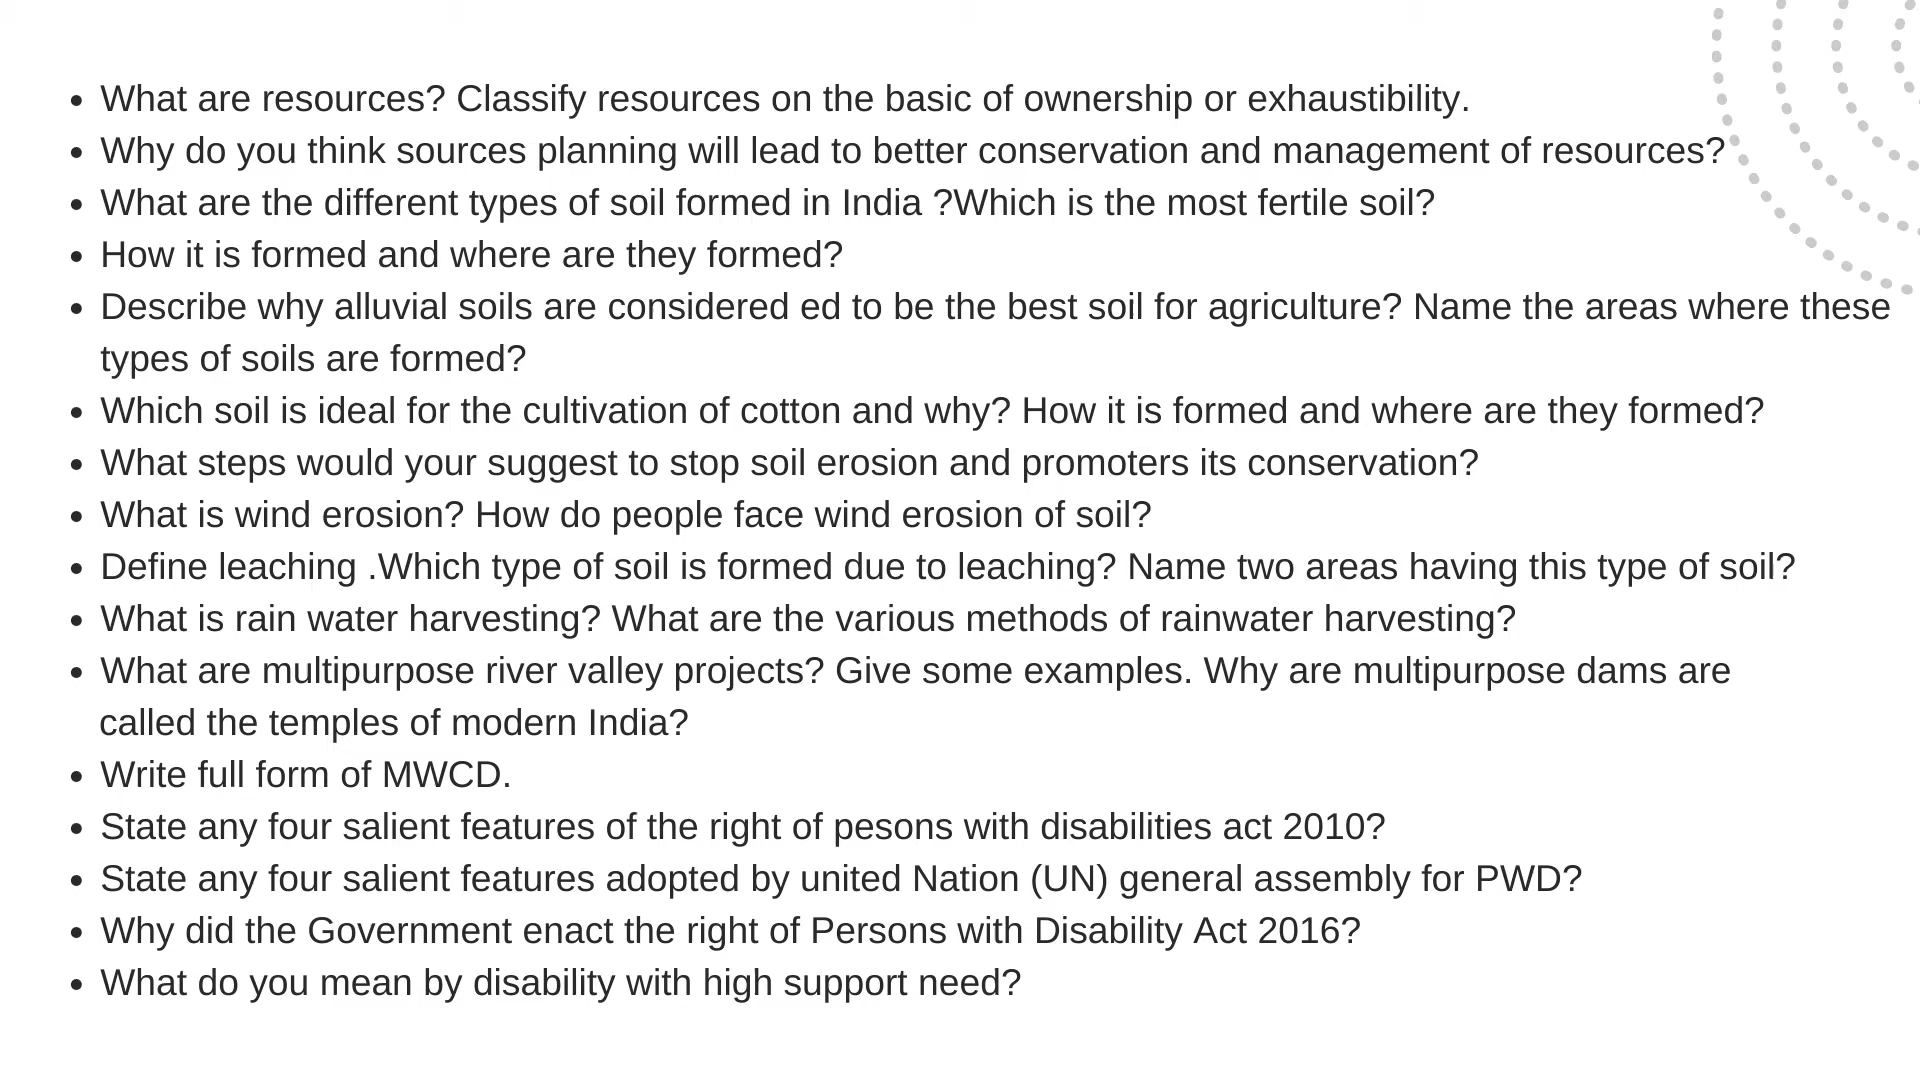 • What are resources? Classify resources on the basic of ownership or exhaustibility.
• Why do you think sources planning will lead to better conservation and management of resources?
• What are the different types of soil formed in India ?Which is the most fertile soil?
• How it is formed and where are they formed?
• Describe why alluvial soils are considered ed to be the best soil for agriculture? Name the areas where these
types of soils are formed?
• Which soil is ideal for the cultivation of cotton and why? How it is formed and where are they formed?
• What steps would your suggest to stop soil erosion and promoters its conservation?
• What is wind erosion? How do people face wind erosion of soil?
• Define leaching .Which type of soil is formed due to leaching? Name two areas having this type of soil?
• What is rain water harvesting? What are the various methods of rainwater harvesting?
• What are multipurpose river valley projects? Give some examples. Why are multipurpose dams are
called the temples of modern India?
• Write full form of MWCD.
• State any four salient features of the right of pesons with disabilities act 2010?
• State any four salient features adopted by united Nation (UN) general assembly for PWD?
• Why did the Government enact the right of Persons with Disability Act 2016?
• What do you mean by disability with high support need?